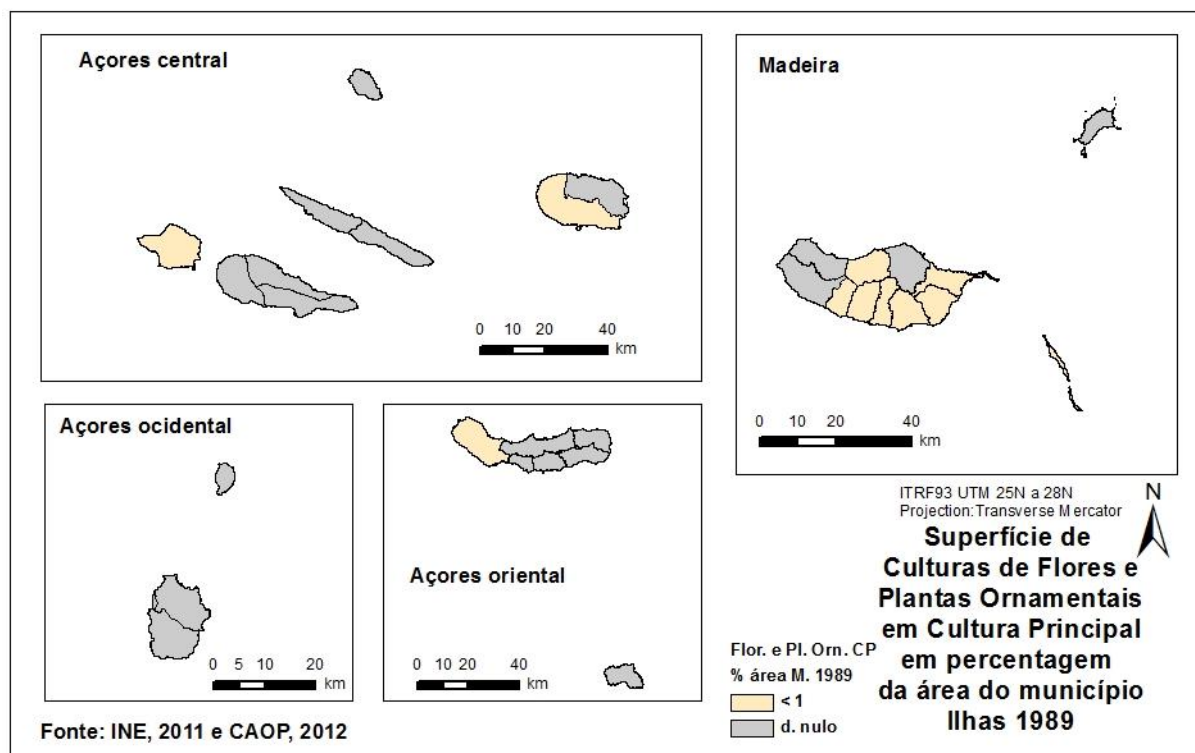 Açores central
0 10 20 40
km
Madeira
0 10 20 40
km
Açores ocidental
0 5 10 20
km
Açores oriental
0 10 20 40
km
ITRF93 UTM 25N a 28N
Projection:Transverse Mercator
N
Superfície de
Culturas de Flores e
Plantas Ornamentais
em Cultura Principal
em percentagem
da área do município
Ilhas 1989
Flor. e Pl. Orn. CP
% área M. 1989
< 1
d. nulo
Fonte: INE, 2011 e CAOP, 2012